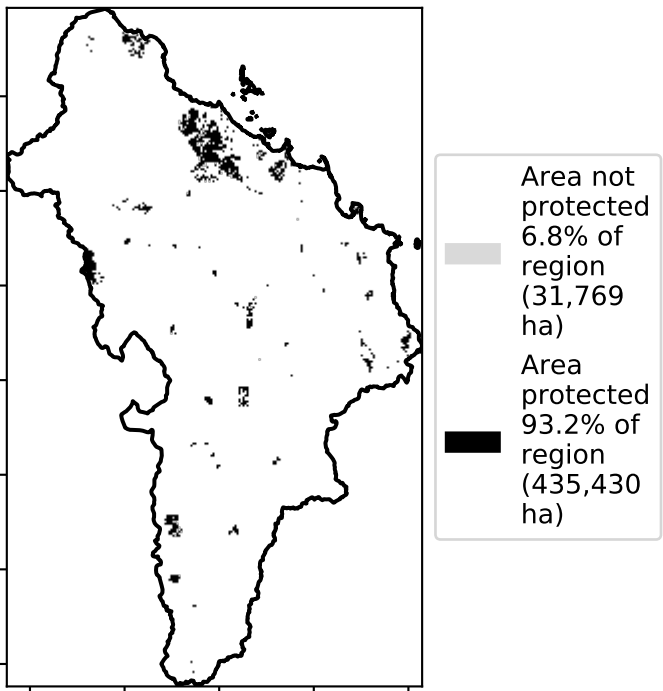 Area not
protected
6.8% of
region
(31,769
ha)
Area
protected
93.2% of
region
(435,430
ha)